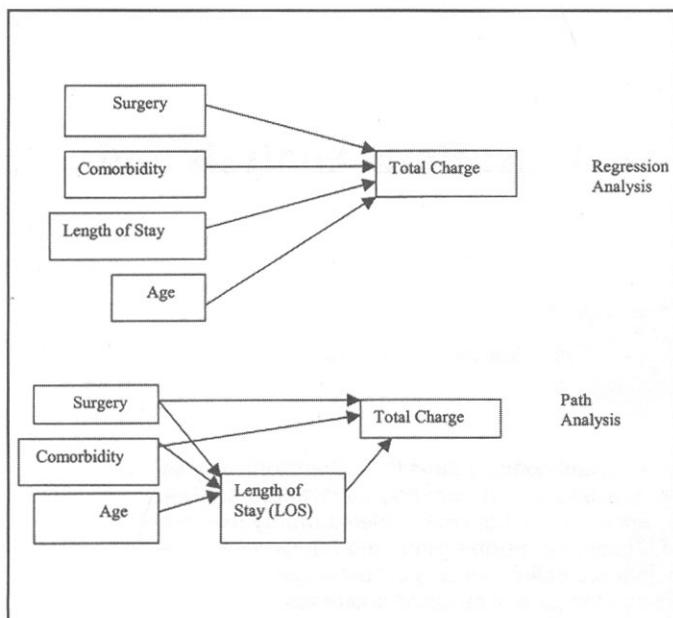 Surgery
Comorbidity
Total Charge
Regression
Analysis
Length of Stay
Age
Surgery
Total Charge
Path
Analysis
Comorbidity
Age
Length of
Stay (LOS)